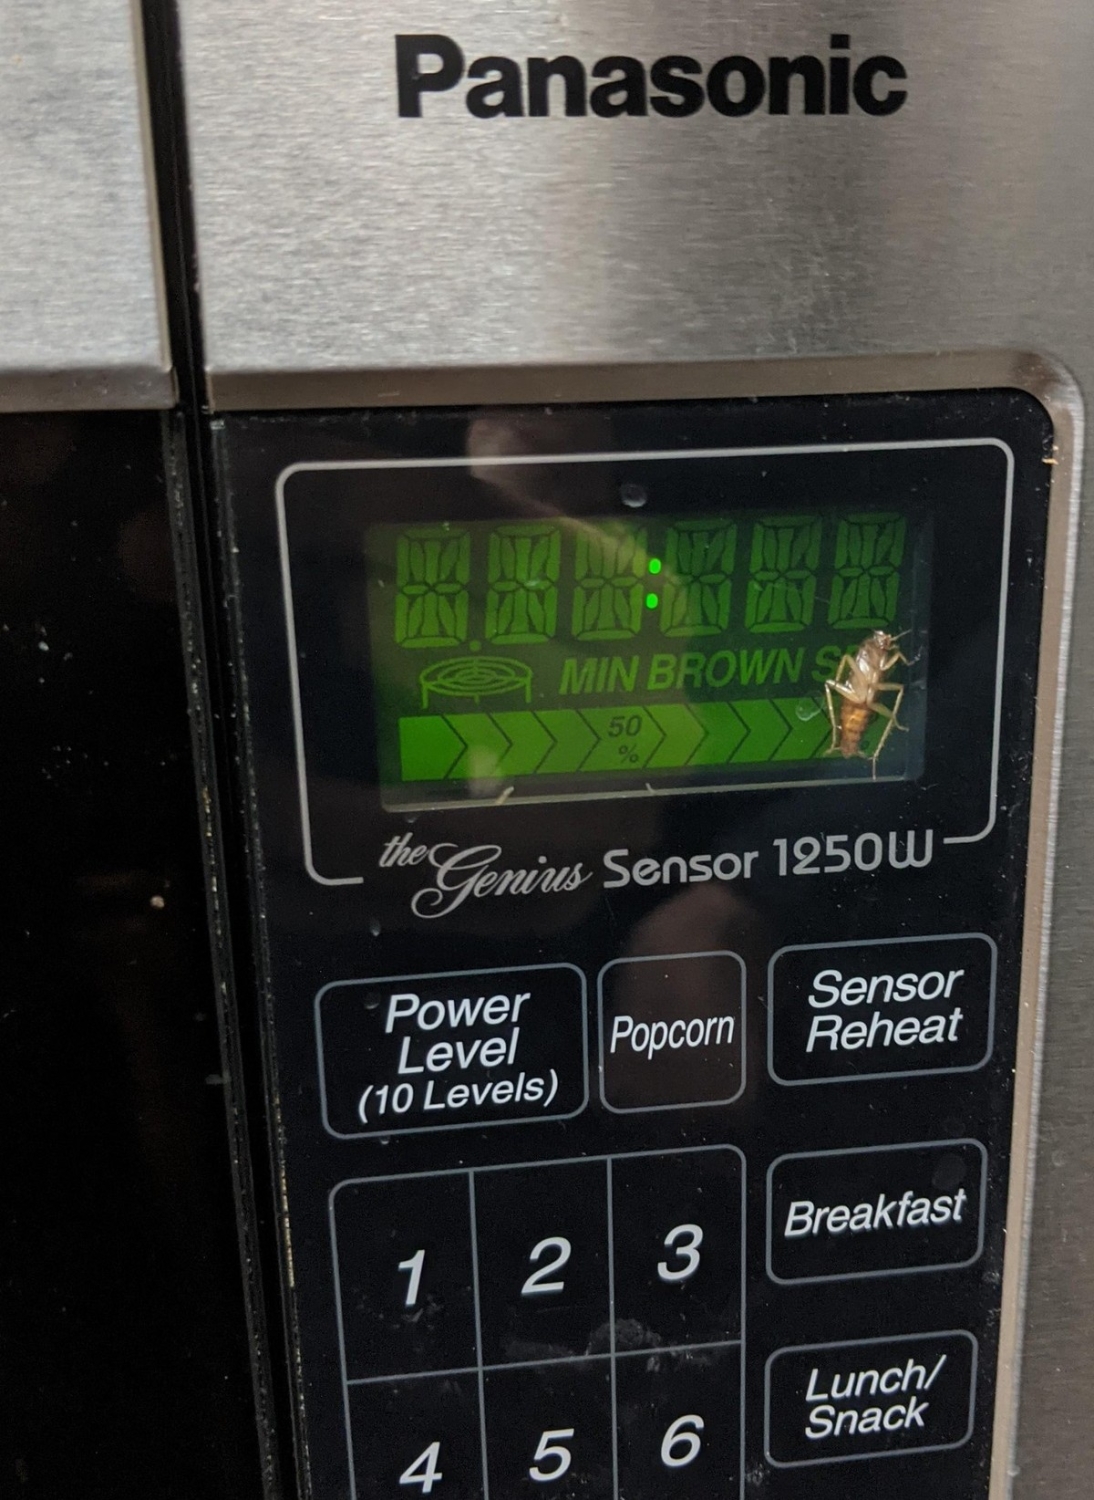 Panasonic
:
MIN BROWN
50
%
the Genius Sensor 1250W
Power
Level
(10 Levels)
Popcorn
Sensor
Reheat
1 2 3
Breakfast
4 5 6
Lunch/
Snack